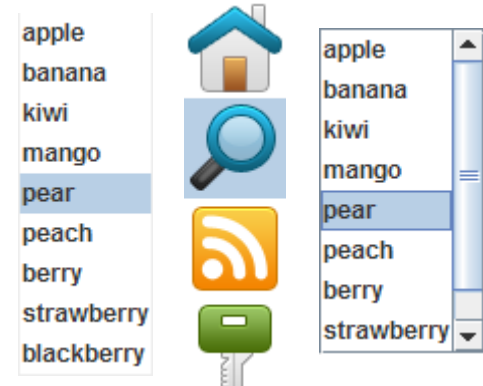 apple
banana
kiwi
mango
pear
peach
berry
strawberry
blackberry
apple
banana
kiwi
mango
pear
peach
berry
strawberry